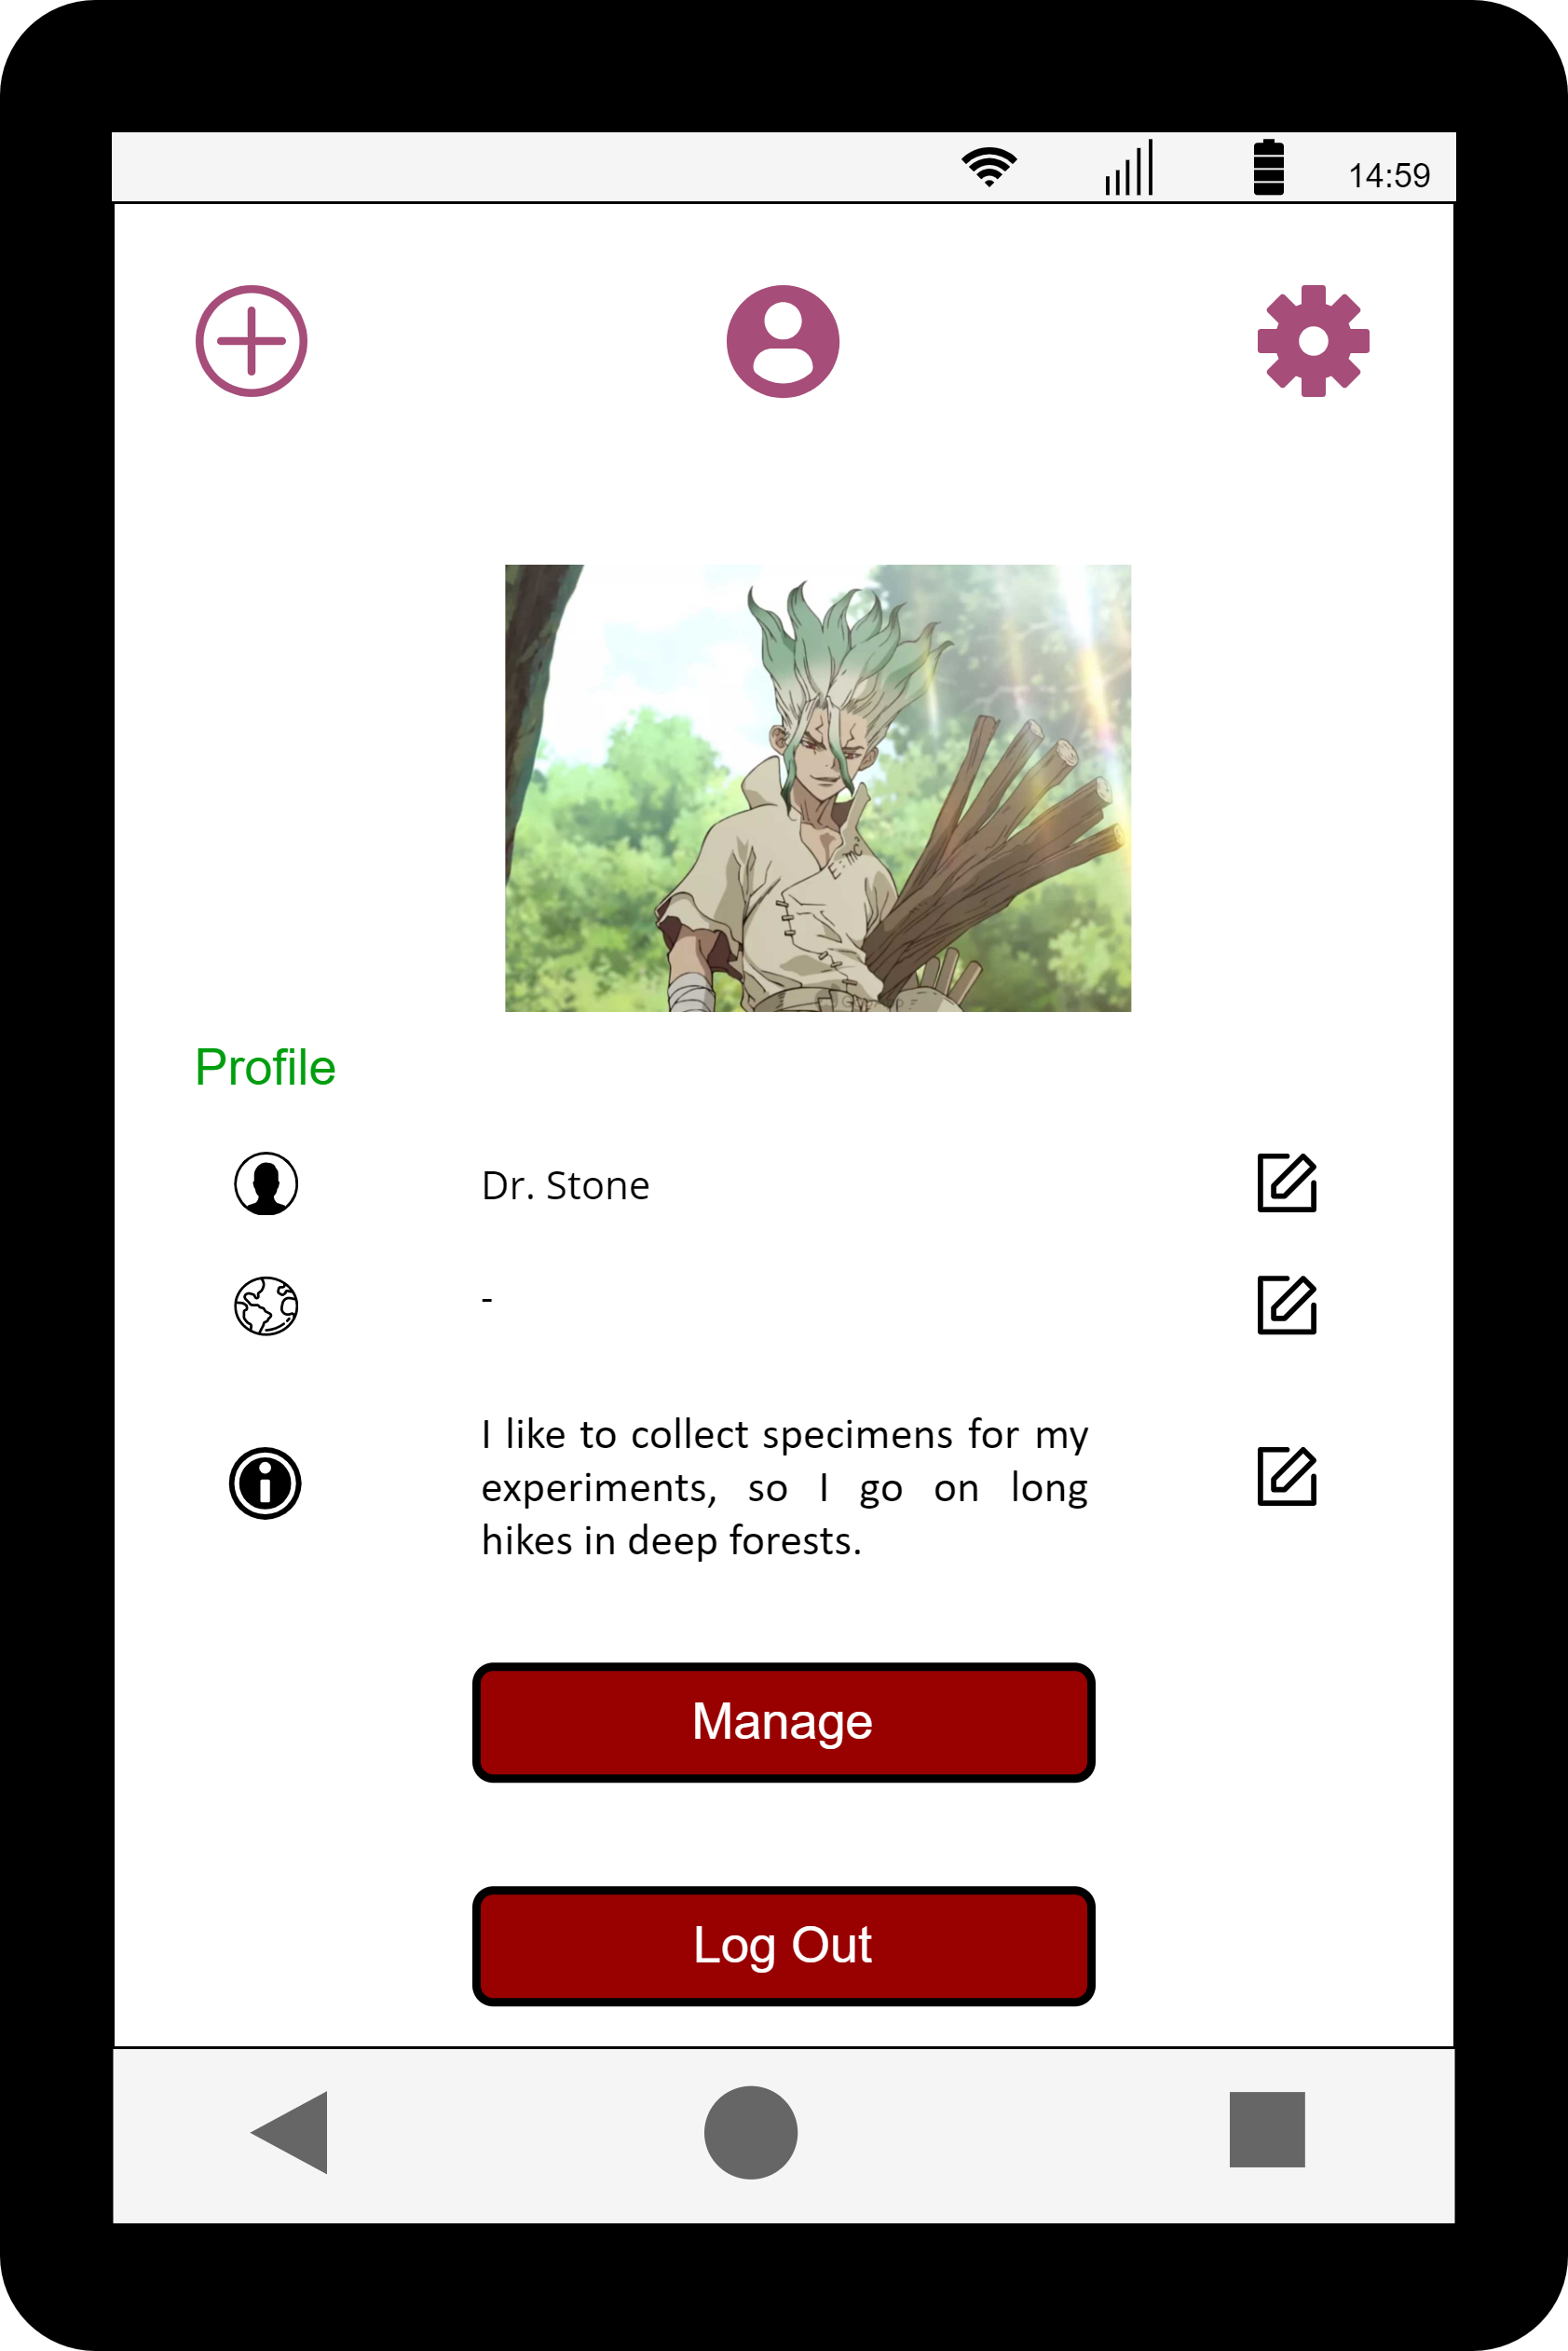 14:59
E=mc²
Profile
Dr. Stone
-
I like to collect specimens for my
experiments, so I go on long
hikes in deep forests.
Manage
Log Out